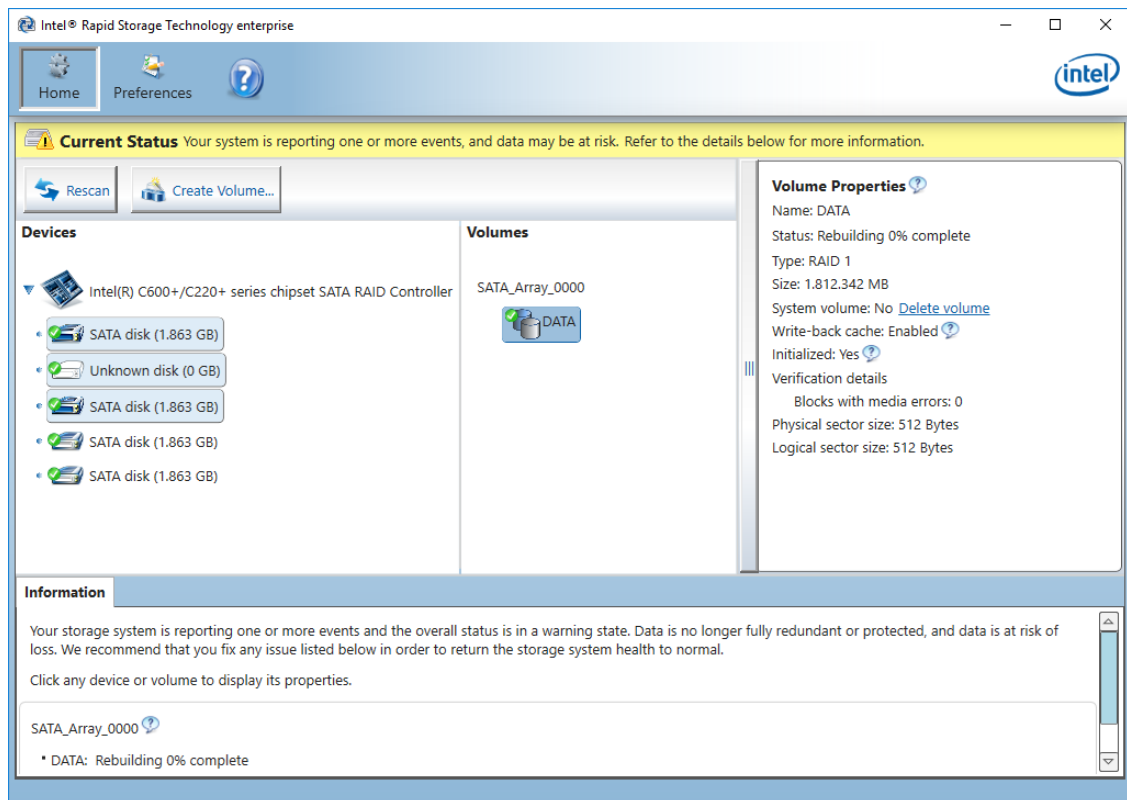 Intel® Rapid Storage Technology enterprise
Home
Preferences
intel
Current Status Your system is reporting one or more events, and data may be at risk. Refer to the details below for more information.
Rescan
Create Volume...
Devices
Intel(R) C600+/C220+ series chipset SATA RAID Controller
SATA disk (1.863 GB)
Unknown disk (0 GB)
SATA disk (1.863 GB)
SATA disk (1.863 GB)
SATA disk (1.863 GB)
Volumes
SATA_Array_0000
DATA
Volume Properties
Name: DATA
Status: Rebuilding 0% complete
Type: RAID 1
Size: 1.812.342 MB
System volume: No Delete volume
Write-back cache: Enabled
Initialized: Yes
Verification details
Blocks with media errors: 0
Physical sector size: 512 Bytes
Logical sector size: 512 Bytes
Information
Your storage system is reporting one or more events and the overall status is in a warning state. Data is no longer fully redundant or protected, and data is at risk of
loss. We recommend that you fix any issue listed below in order to return the storage system health to normal.
Click any device or volume to display its properties.
SATA_Array_0000
DATA: Rebuilding 0% complete